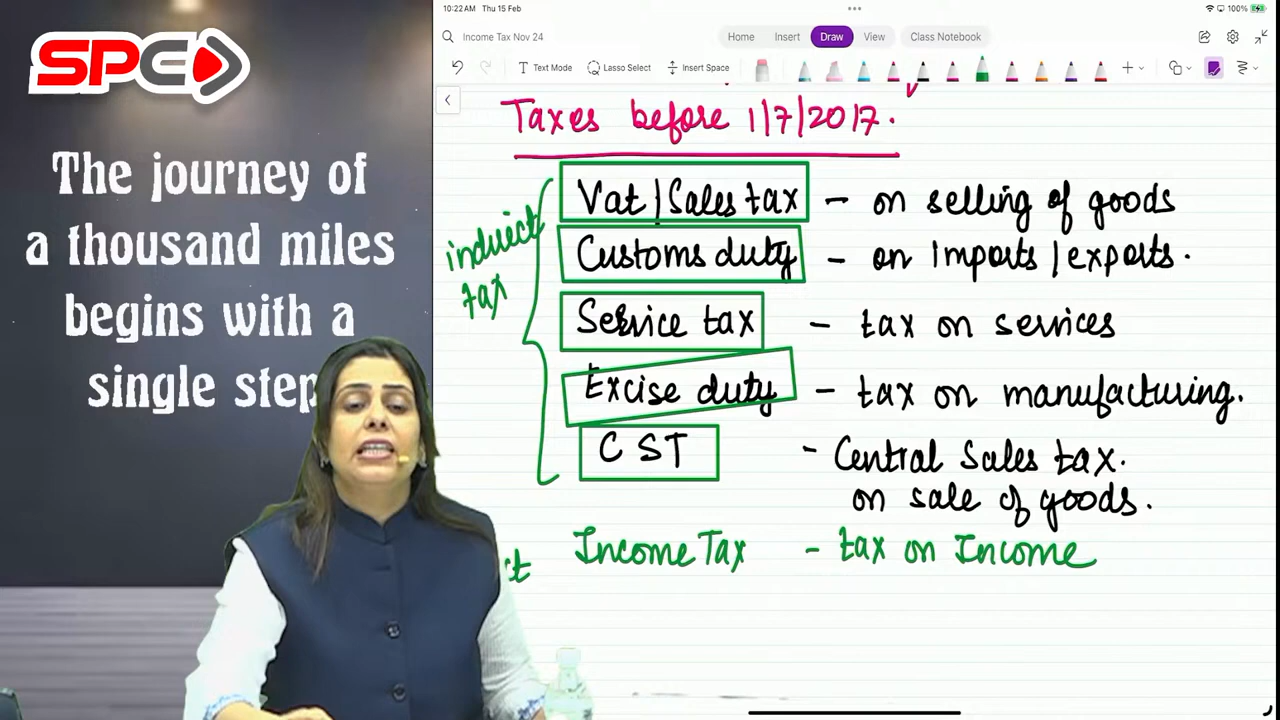 SPC
The journey of
a thousand miles
begins with a
single step
10:22 AM Thu 15 Feb
100%
Income Tax Nov 24
Home Insert Draw View Class Notebook
Text Mode Lasso Select Insert Space
Taxes before 1/7/2017.
indirect
tax
Vat | Sales tax - on selling of goods
Customs duty - on Imports | exports.
Service tax - tax on services
Excise duty - tax on manufacturing.
CST - Central Sales tax.
on sale of goods.
Income Tax - tax on Income